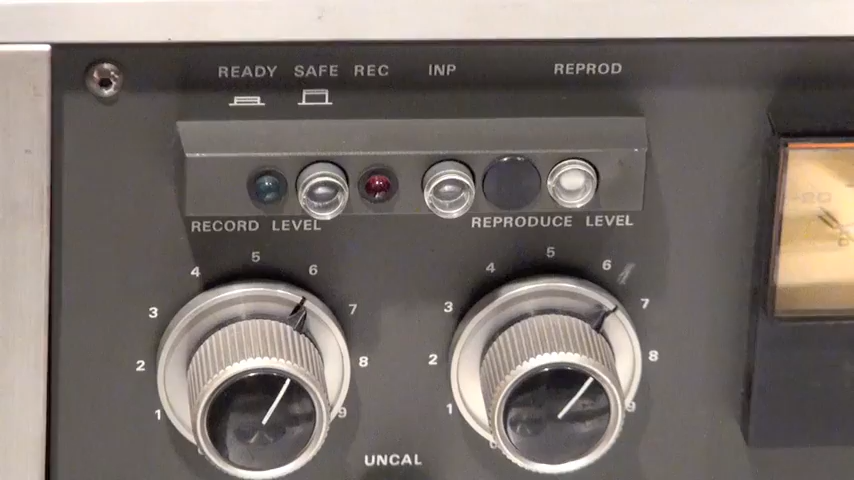 READY SAFE REC INP REPROD
RECORD LEVEL REPRODUCE LEVEL
1 2 3 4 5 6 7 8 9
1 2 3 4 5 6 7 8 9
UNCAL